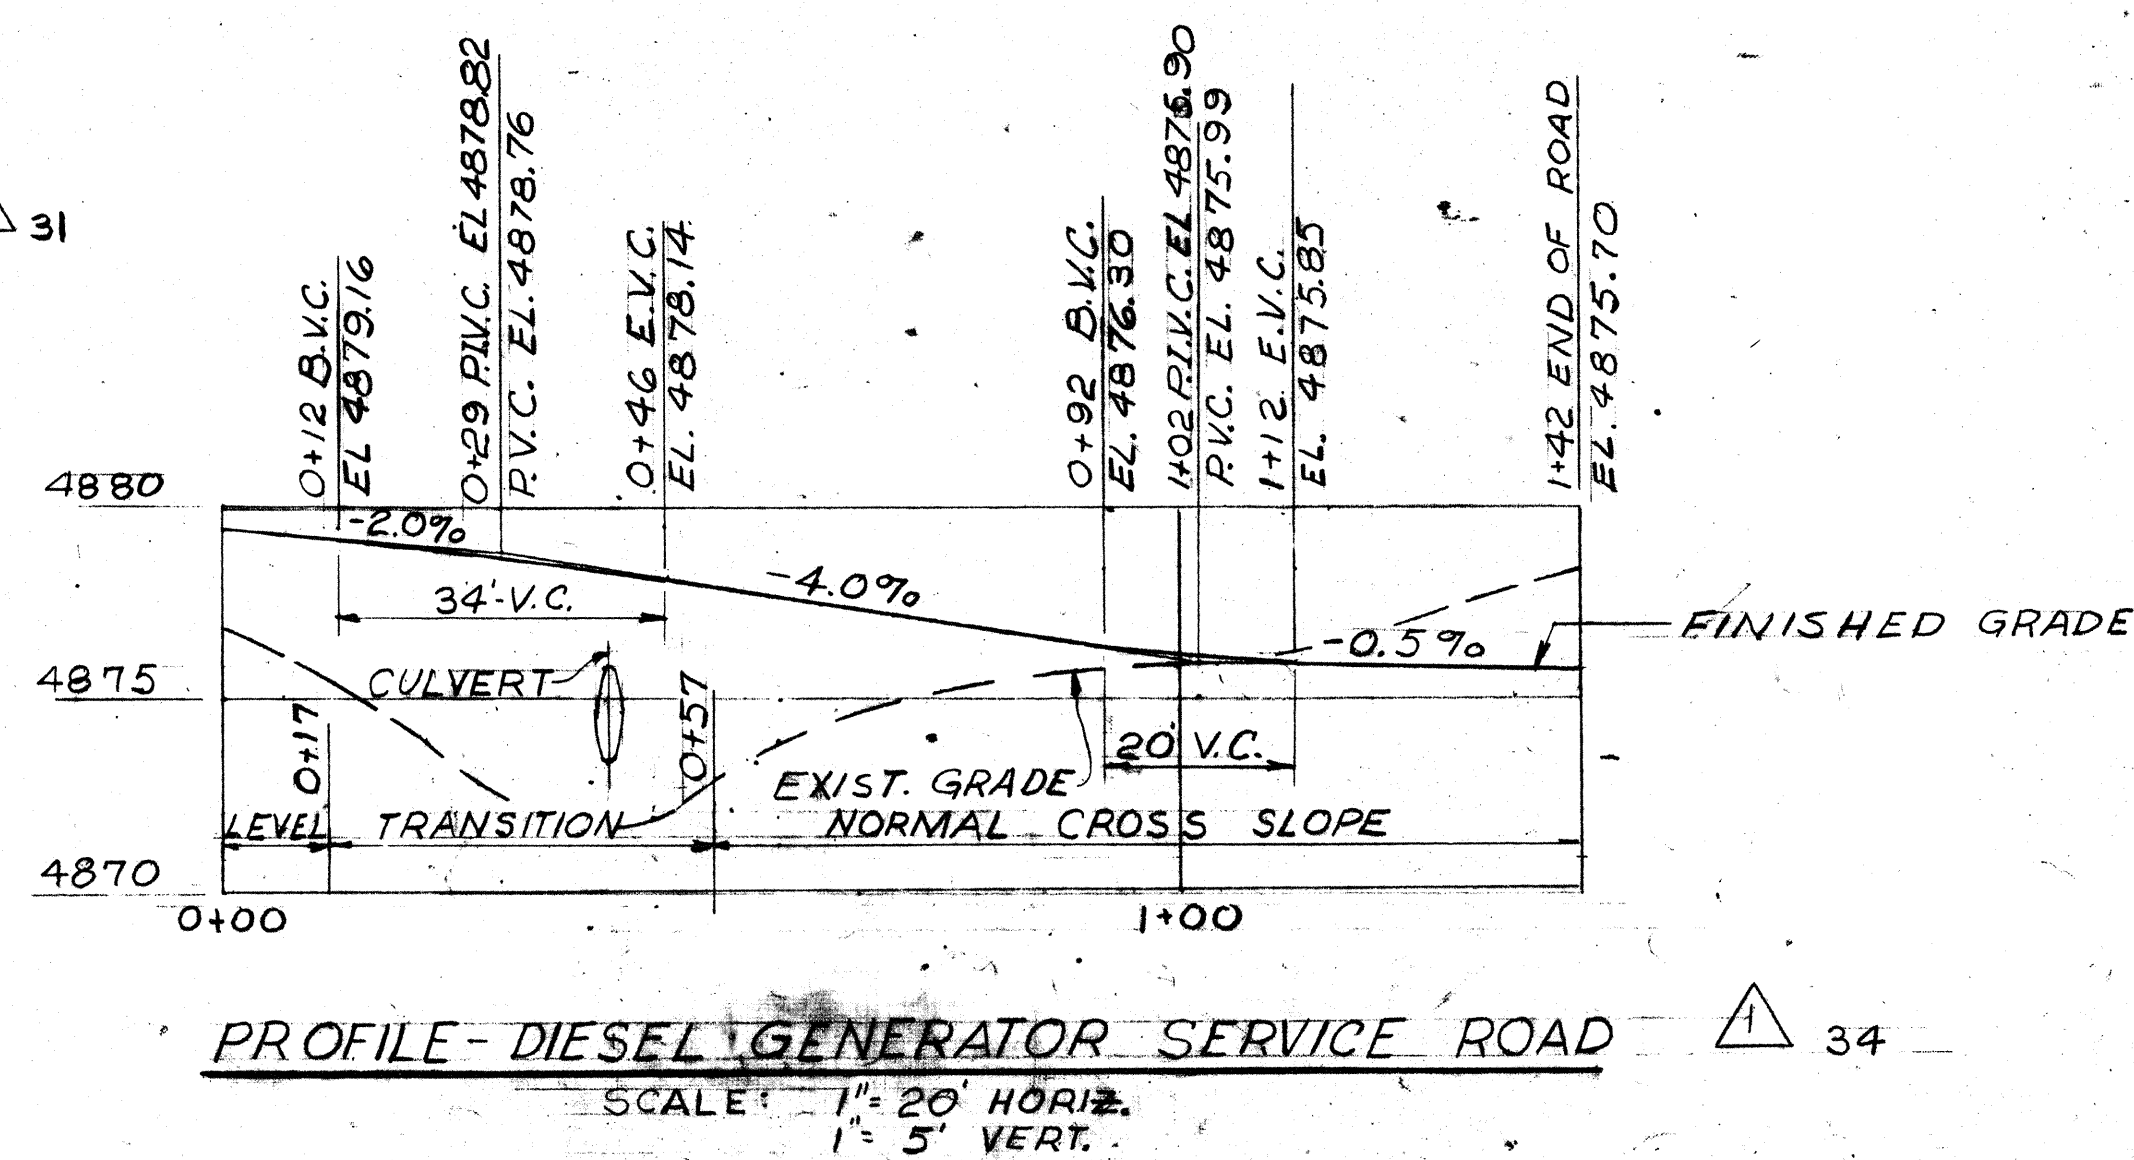 31
0+12 B.V.C.
EL 4879.16
0+29 P.I.V.C. EL 4878.82
P.V.C. EL. 4878.76
0+46 E.V.C.
EL. 4878.14
0+92 B.V.C.
EL. 4876.30
1+02 P.I.V.C. EL 4875.90
P.V.C. EL. 4875.99
1+12 E.V.C.
EL. 4875.85
1+42 END OF ROAD
EL. 4875.70
4880
-2.0%
34'-V.C.
-4.0%
-0.5%
FINISHED GRADE
4875
CULVERT
0+17
0+57
20' V.C.
EXIST. GRADE
LEVEL
TRANSITION
NORMAL CROSS SLOPE
4870
0+00
1+00
PROFILE - DIESEL GENERATOR SERVICE ROAD
1
34
SCALE: 1"= 20' HORIZ.
1"= 5' VERT.